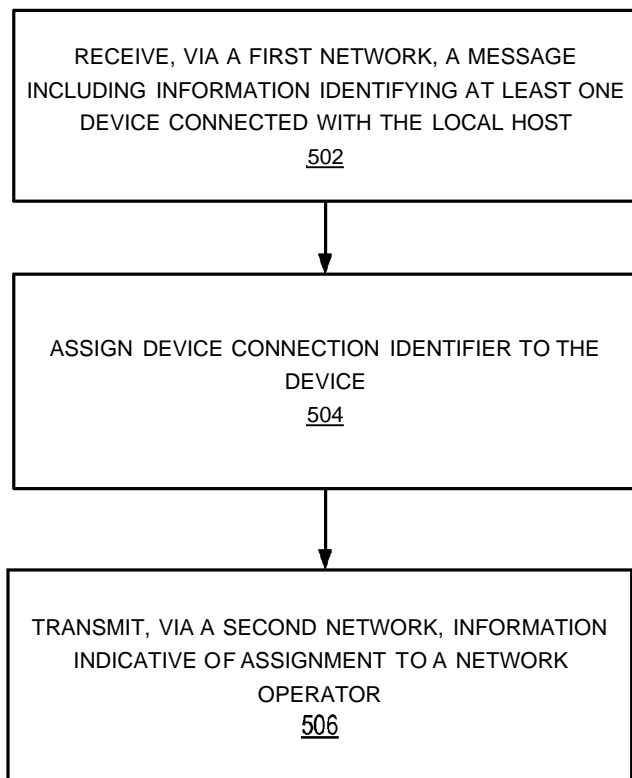 RECEIVE, VIA A FIRST NETWORK, A MESSAGE
INCLUDING INFORMATION IDENTIFYING AT LEAST ONE
DEVICE CONNECTED WITH THE LOCAL HOST
502
ASSIGN DEVICE CONNECTION IDENTIFIER TO THE
DEVICE
504
TRANSMIT, VIA A SECOND NETWORK, INFORMATION
INDICATIVE OF ASSIGNMENT TO A NETWORK
OPERATOR
506